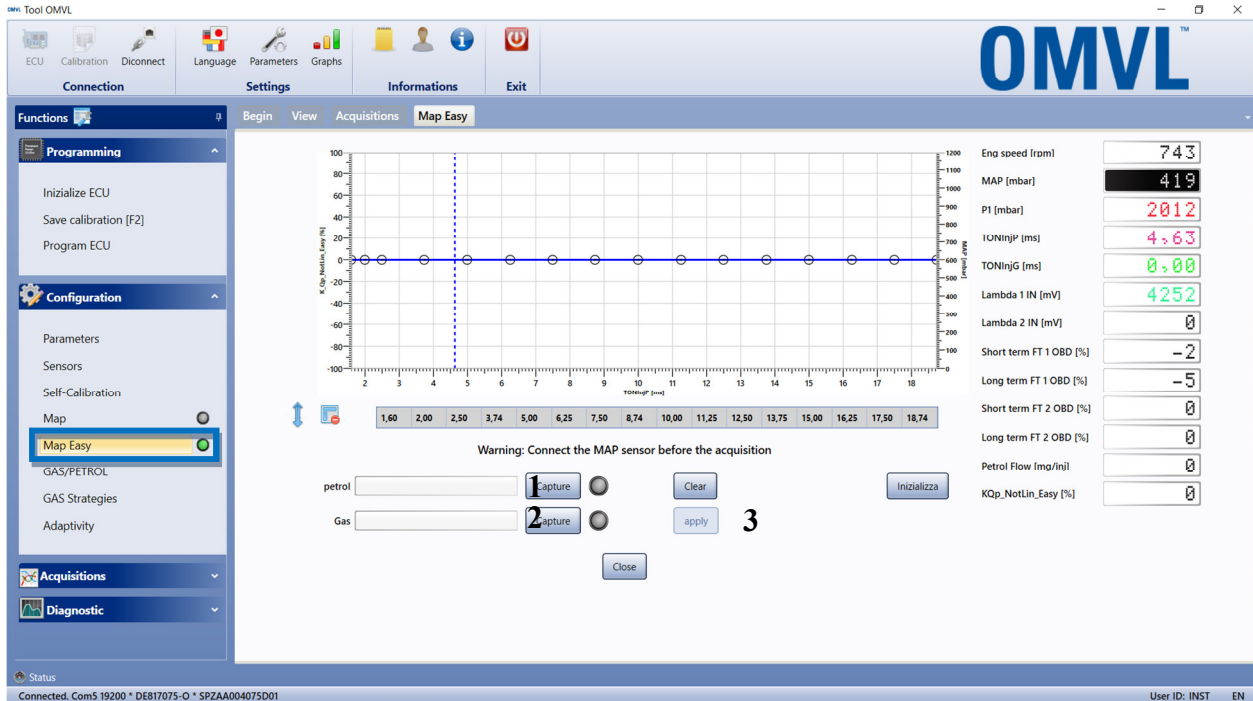 OMVL Tool OMVL
ECU Calibration Diconnect Language Parameters Graphs
Connection Settings Informations Exit
OMVL™
Functions
Begin View Acquisitions Map Easy
Programming
Inizialize ECU
Save calibration [F2]
Program ECU
Configuration
Parameters
Sensors
Self-Calibration
Map
Map Easy
GAS/PETROL
GAS Strategies
Adaptivity
Acquisitions
Diagnostic
K_Qp_NotLin_Easy [%]
100
80
60
40
20
0
-20
-40
-60
-80
-100
1200
1100
1000
900
800
700
600
500
400
300
200
100
0
MAP [mbar]
2 3 4 5 6 7 8 9 10 11 12 13 14 15 16 17 18
TONInjP [ms]
1,60 2,00 2,50 3,74 5,00 6,25 7,50 8,74 10,00 11,25 12,50 13,75 15,00 16,25 17,50 18,74
Warning: Connect the MAP sensor before the acquisition
petrol 1 Capture Clear Inizializza
Gas 2 Capture apply 3
Close
Eng speed [rpm] 743
MAP [mbar] 419
P1 [mbar] 2012
TONInjP [ms] 4,63
TONInjG [ms] 0,00
Lambda 1 IN [mV] 4252
Lambda 2 IN [mV] 0
Short term FT 1 OBD [%] -2
Long term FT 1 OBD [%] -5
Short term FT 2 OBD [%] 0
Long term FT 2 OBD [%] 0
Petrol Flow [mg/inj] 0
KQp_NotLin_Easy [%] 0
Status
Connected. Com5 19200 * DE817075-O * SPZAA004075D01 User ID: INST EN